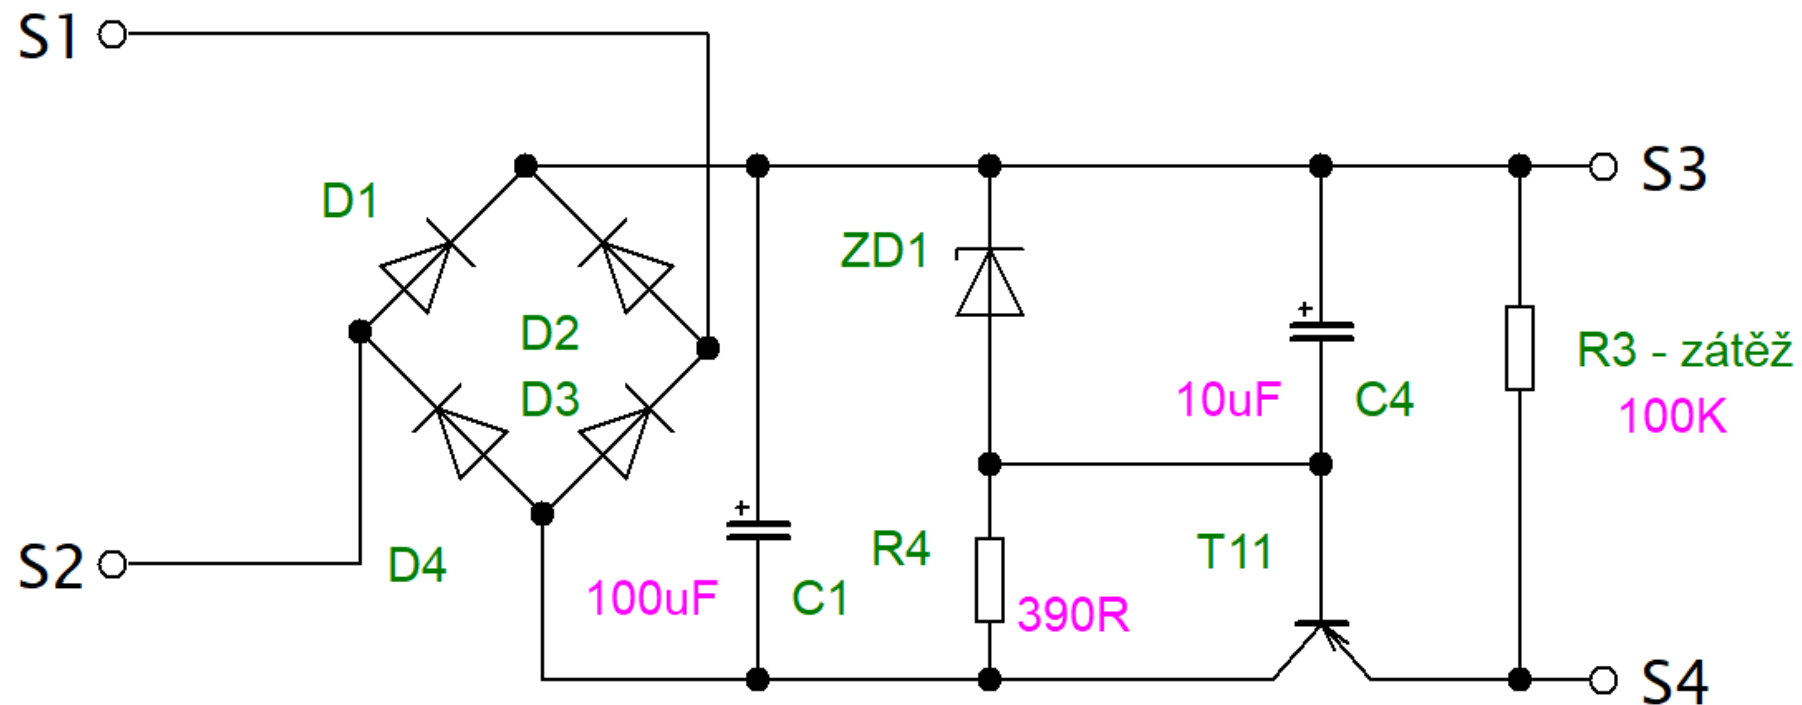 S1
S3
D1
ZD1
D2
R3 - zátěž
D3
10uF
C4
100K
+
+
R4
T11
S2
D4
100uF
C1
390R
S4